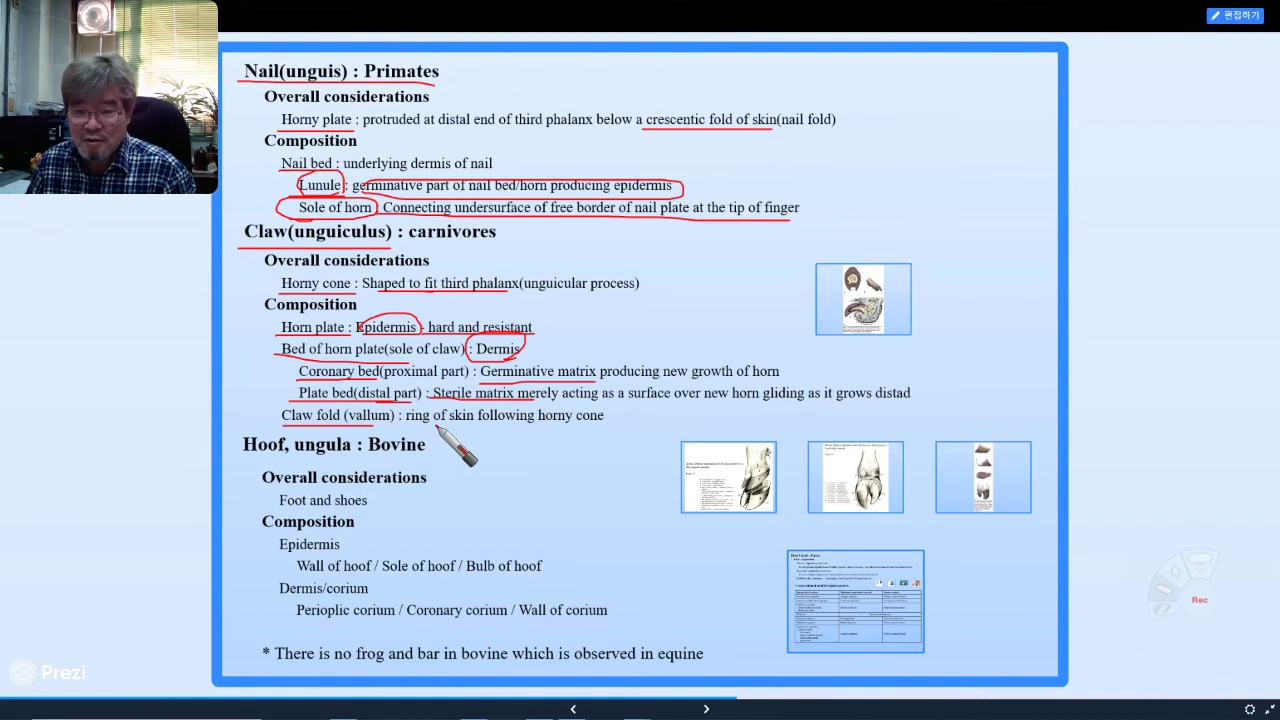 편집하기
Nail(unguis) : Primates
Overall considerations
Horny plate : protruded at distal end of third phalanx below a crescentic fold of skin(nail fold)
Composition
Nail bed : underlying dermis of nail
Lunule : germinative part of nail bed/horn producing epidermis
Sole of horn : Connecting undersurface of free border of nail plate at the tip of finger
Claw(unguiculus) : carnivores
Overall considerations
Horny cone : Shaped to fit third phalanx(unguicular process)
Composition
Horn plate : Epidermis - hard and resistant
Bed of horn plate(sole of claw) : Dermis
Coronary bed(proximal part) : Germinative matrix producing new growth of horn
Plate bed(distal part) : Sterile matrix merely acting as a surface over new horn gliding as it grows distad
Claw fold (vallum) : ring of skin following horny cone
Hoof, ungula : Bovine
Overall considerations
Foot and shoes
Composition
Epidermis
Wall of hoof / Sole of hoof / Bulb of hoof
Dermis/corium
Perioplic corium / Coronary corium / Wall of corium
* There is no frog and bar in bovine which is observed in equine
Rec
Prezi